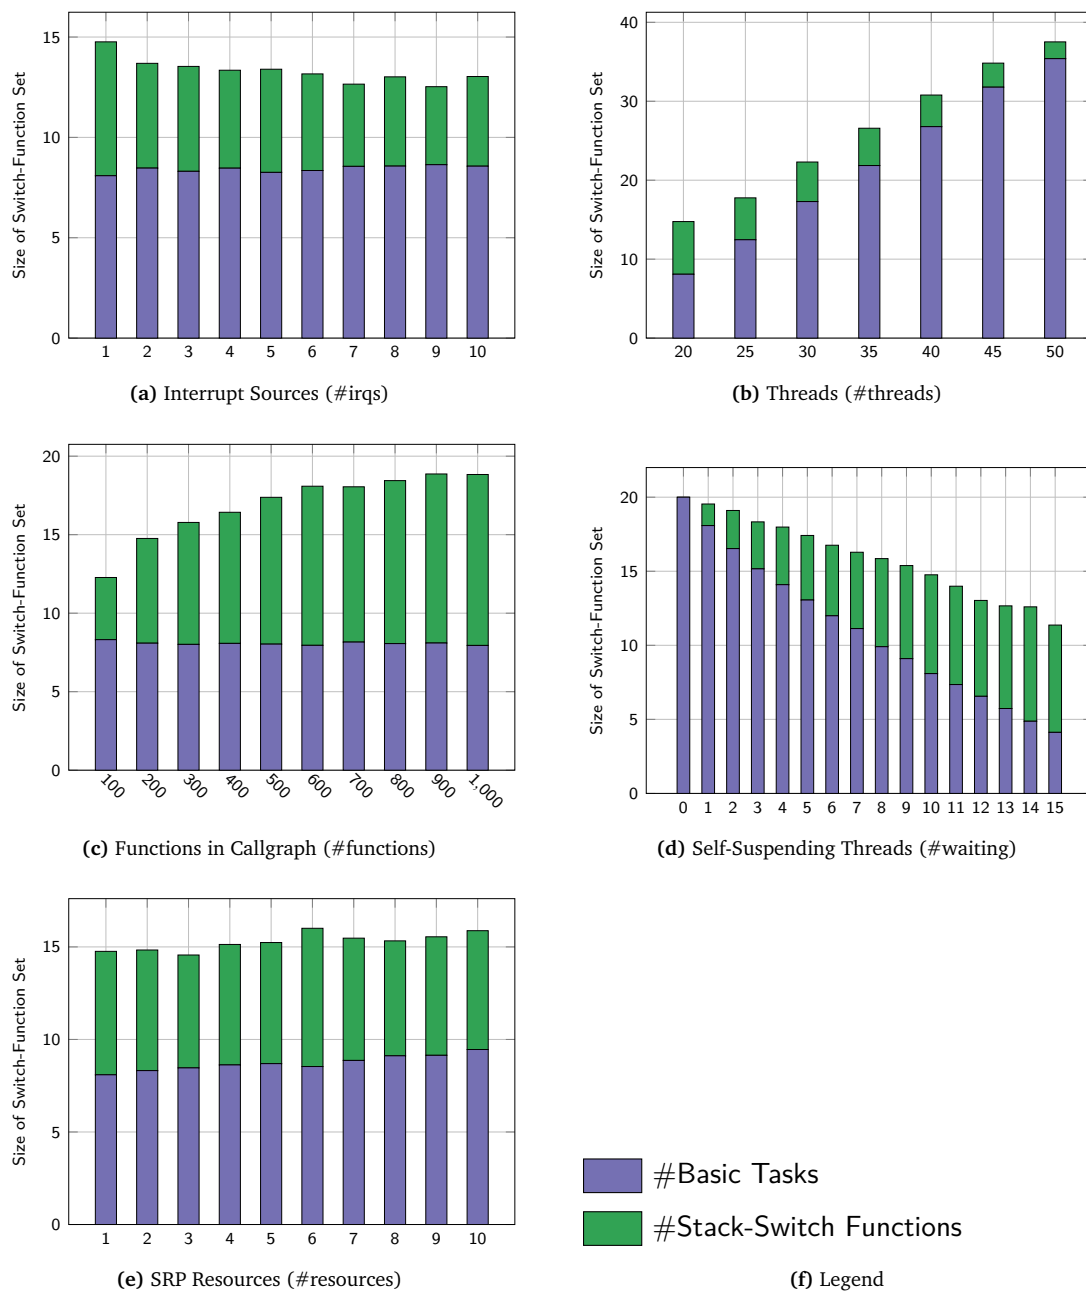 Size of Switch-Function Set
15
10
5
0
1 2 3 4 5 6 7 8 9 10
(a) Interrupt Sources (#irqs)
Size of Switch-Function Set
40
30
20
10
0
20 25 30 35 40 45 50
(b) Threads (#threads)
Size of Switch-Function Set
20
15
10
5
0
100 200 300 400 500 600 700 800 900 1,000
(c) Functions in Callgraph (#functions)
Size of Switch-Function Set
20
15
10
5
0
0 1 2 3 4 5 6 7 8 9 10 11 12 13 14 15
(d) Self-Suspending Threads (#waiting)
Size of Switch-Function Set
15
10
5
0
1 2 3 4 5 6 7 8 9 10
(e) SRP Resources (#resources)
#Basic Tasks
#Stack-Switch Functions
(f) Legend